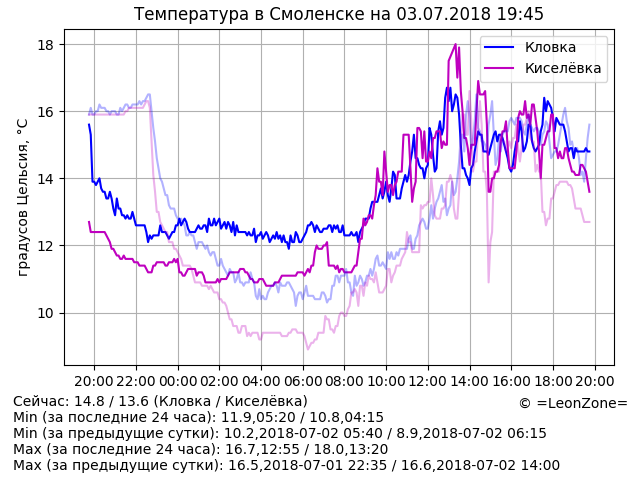 Температура в Смоленске на 03.07.2018 19:45
градусов Цельсия, °C
18
16
14
12
10
Кловка
Киселёвка
20:00 22:00 00:00 02:00 04:00 06:00 08:00 10:00 12:00 14:00 16:00 18:00 20:00
Сейчас: 14.8 / 13.6 (Кловка / Киселёвка)
© =LeonZone=
Min (за последние 24 часа): 11.9,05:20 / 10.8,04:15
Min (за предыдущие сутки): 10.2,2018-07-02 05:40 / 8.9,2018-07-02 06:15
Max (за последние 24 часа): 16.7,12:55 / 18.0,13:20
Max (за предыдущие сутки): 16.5,2018-07-01 22:35 / 16.6,2018-07-02 14:00